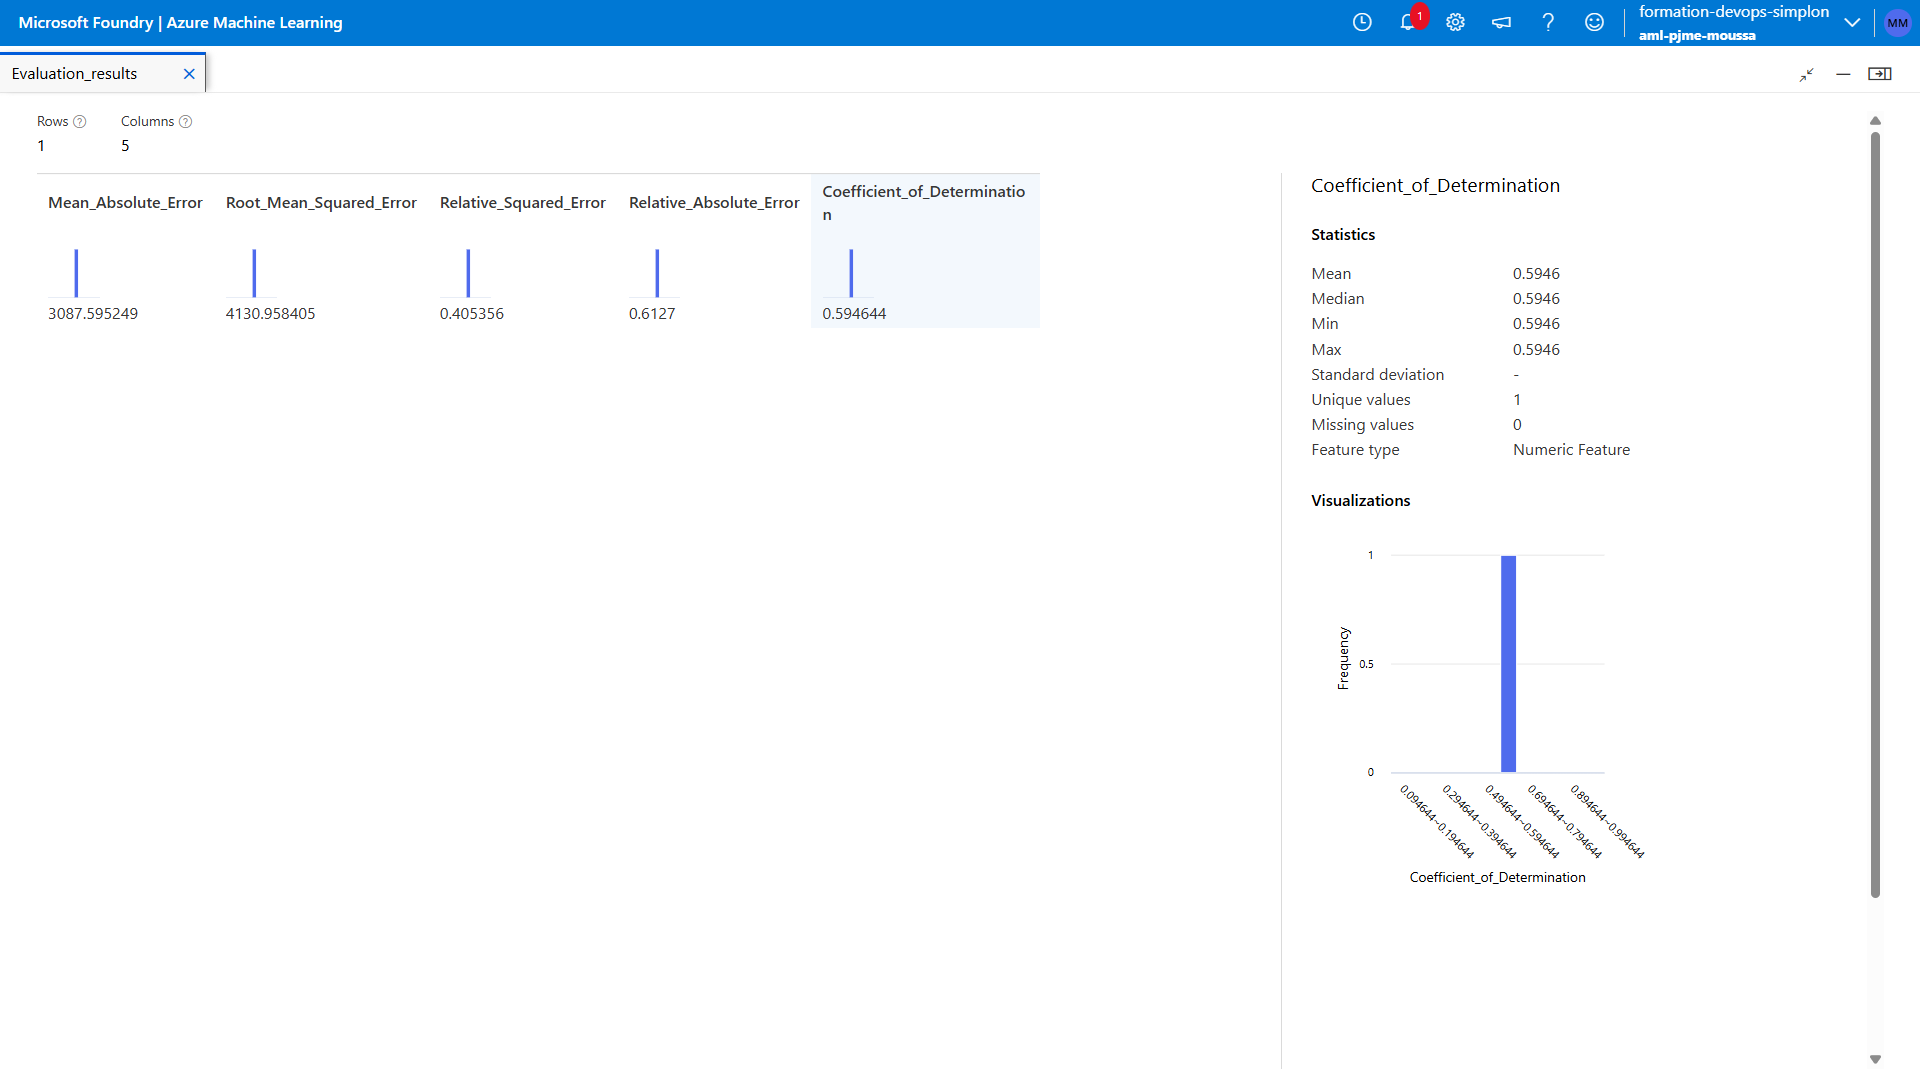 Microsoft Foundry | Azure Machine Learning
1
formation-devops-simplon
aml-pjme-moussa
MM
Evaluation_results
Rows
Columns
1
5
Mean_Absolute_Error
Root_Mean_Squared_Error
Relative_Squared_Error
Relative_Absolute_Error
Coefficient_of_Determinatio
n
3087.595249
4130.958405
0.405356
0.6127
0.594644
Coefficient_of_Determination
Statistics
Mean 0.5946
Median 0.5946
Min 0.5946
Max 0.5946
Standard deviation -
Unique values 1
Missing values 0
Feature type Numeric Feature
Visualizations
1
0.5
0
Frequency
0.094644~0.194644
0.294644~0.394644
0.494644~0.594644
0.694644~0.794644
0.894644~0.994644
Coefficient_of_Determination